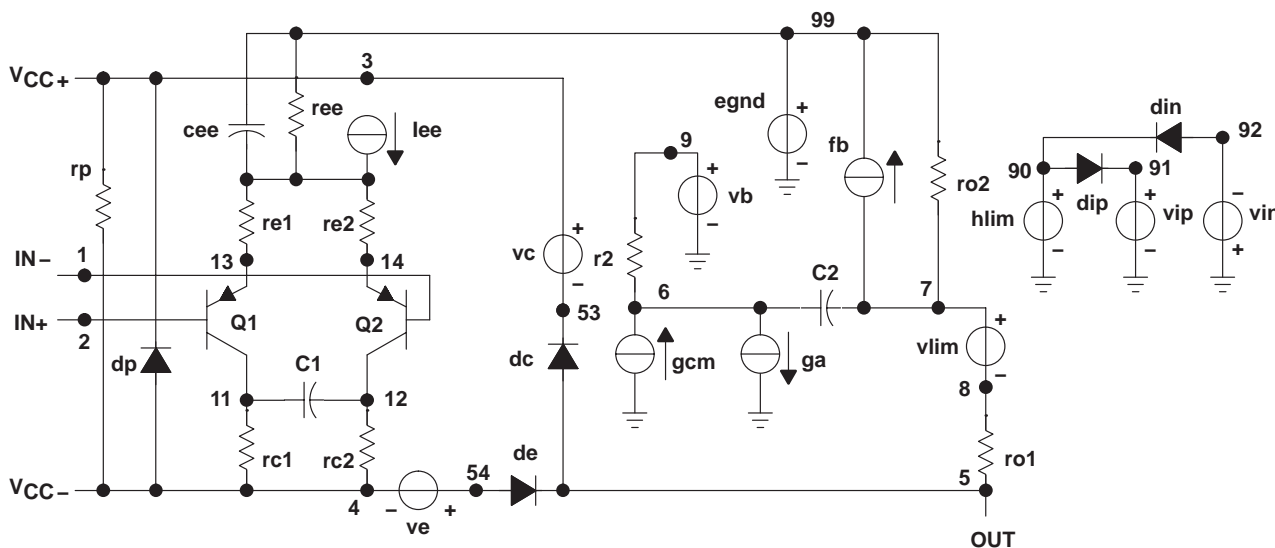 99
3
VCC+
cee
ree
Iee
egnd
+
-
fb
din
92
9
90
91
rp
+
vb
-
ro2
dip
+
hlim
-
+
vip
-
-
vin
+
re1
re2
+
vc
-
r2
IN-
1
13
14
6
C2
7
IN+
2
Q1
Q2
53
+
vlim
-
dp
C1
dc
gcm
ga
8
11
12
rc1
rc2
de
54
ro1
VCC-
4
-
+
ve
5
OUT